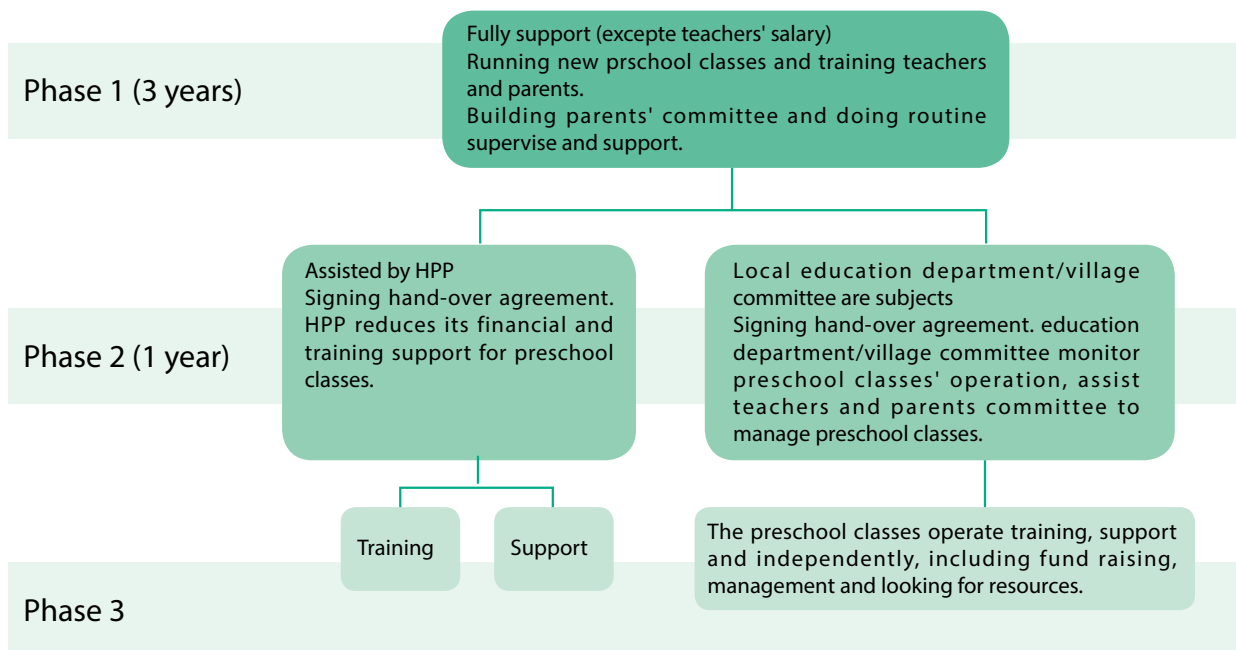 Phase 1 (3 years)
Fully support (excepte teachers' salary)
Running new prschool classes and training teachers
and parents.
Building parents' committee and doing routine
supervise and support.
Phase 2 (1 year)
Assisted by HPP
Signing hand-over agreement.
HPP reduces its financial and
training support for preschool
classes.
Local education department/village
committee are subjects
Signing hand-over agreement. education
department/village committee monitor
preschool classes' operation, assist
teachers and parents committee to
manage preschool classes.
Phase 3
Training
Support
The preschool classes operate training, support
and independently, including fund raising,
management and looking for resources.